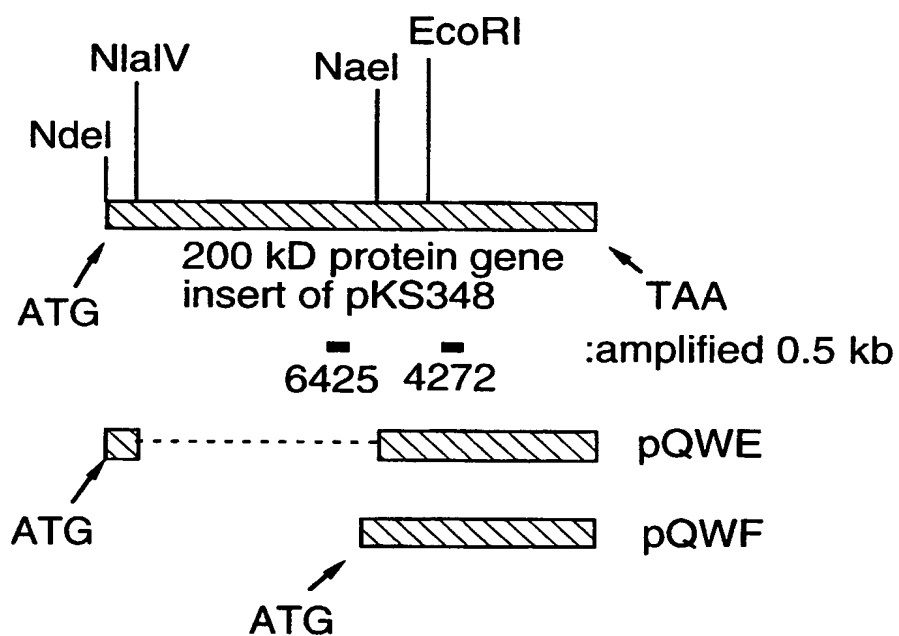 EcoRI
NlaIV
NaeI
NdeI
200 kD protein gene
insert of pKS348
ATG
TAA
:amplified 0.5 kb
6425 4272
pQWE
ATG
pQWF
ATG